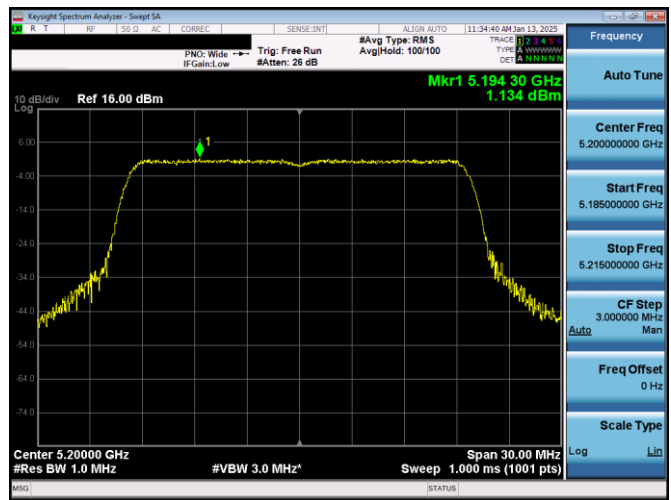 Keysight Spectrum Analyzer - Swept SA
R T RF 50 Ω AC CORREC SENSE:INT ALIGN AUTO 11:34:40 AM Jan 13, 2025
PNO: Wide
IFGain:Low
Trig: Free Run
#Atten: 26 dB
#Avg Type: RMS
Avg|Hold: 100/100
TRACE 1 2 3 4 5 6
TYPE A WWWWW
DET A N N N N N
Mkr1 5.194 30 GHz
1.134 dBm
10 dB/div Ref 16.00 dBm
Log
1
6.00
-4.00
-14.0
-24.0
-34.0
-44.0
-54.0
-64.0
-74.0
Center 5.20000 GHz Span 30.00 MHz
#Res BW 1.0 MHz #VBW 3.0 MHz* Sweep 1.000 ms (1001 pts)
MSG STATUS
Frequency
Auto Tune
Center Freq
5.200000000 GHz
Start Freq
5.185000000 GHz
Stop Freq
5.215000000 GHz
CF Step
3.000000 MHz
Auto Man
Freq Offset
0 Hz
Scale Type
Log Lin